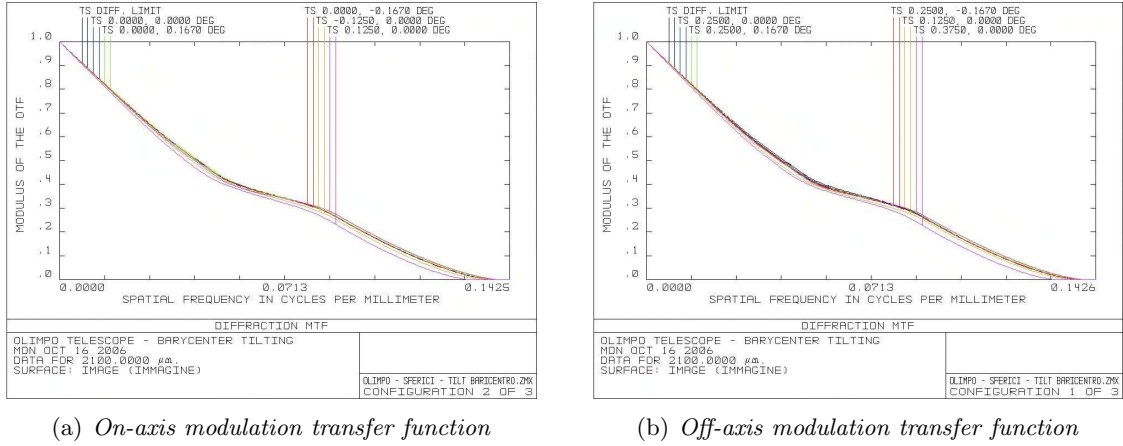 TS DIFF. LIMIT
TS 0.0000, 0.0000 DEG
TS 0.0000, 0.1670 DEG
TS 0.0000, -0.1670 DEG
TS -0.1250, 0.0000 DEG
TS 0.1250, 0.0000 DEG
1.0
.9
.8
.7
.6
.5
.4
.3
.2
.1
.0
MODULUS OF THE OTF
0.0000
0.0713
0.1425
SPATIAL FREQUENCY IN CYCLES PER MILLIMETER
DIFFRACTION MTF
OLIMPO TELESCOPE - BARYCENTER TILTING
MON OCT 16 2006
DATA FOR 2100.0000 µm.
SURFACE: IMAGE (IMMAGINE)
OLIMPO - SFERICI - TILT BARICENTRO.ZMX
CONFIGURATION 2 OF 3
(a) On-axis modulation transfer function
TS DIFF. LIMIT
TS 0.2500, 0.0000 DEG
TS 0.2500, 0.1670 DEG
TS 0.2500, -0.1670 DEG
TS 0.1250, 0.0000 DEG
TS 0.3750, 0.0000 DEG
1.0
.9
.8
.7
.6
.5
.4
.3
.2
.1
.0
MODULUS OF THE OTF
0.0000
0.0713
0.1426
SPATIAL FREQUENCY IN CYCLES PER MILLIMETER
DIFFRACTION MTF
OLIMPO TELESCOPE - BARYCENTER TILTING
MON OCT 16 2006
DATA FOR 2100.0000 µm.
SURFACE: IMAGE (IMMAGINE)
OLIMPO - SFERICI - TILT BARICENTRO.ZMX
CONFIGURATION 1 OF 3
(b) Off-axis modulation transfer function